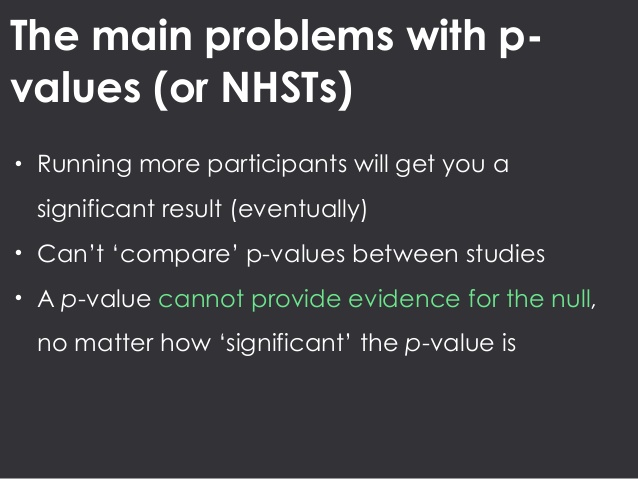 The main problems with p-
values (or NHSTs)
• Running more participants will get you a
significant result (eventually)
• Can’t ‘compare’ p-values between studies
• A p-value cannot provide evidence for the null,
no matter how ‘significant’ the p-value is